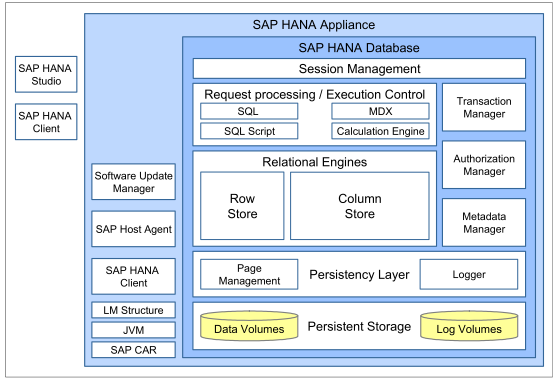 SAP HANA Appliance
SAP HANA Database
SAP HANA
Studio
SAP HANA
Client
Session Management
Request processing / Execution Control
SQL
MDX
SQL Script
Calculation Engine
Transaction
Manager
Relational Engines
Row
Store
Column
Store
Authorization
Manager
Metadata
Manager
Software Update
Manager
SAP Host Agent
SAP HANA
Client
LM Structure
JVM
SAP CAR
Page
Management
Persistency Layer
Logger
Data Volumes
Persistent Storage
Log Volumes